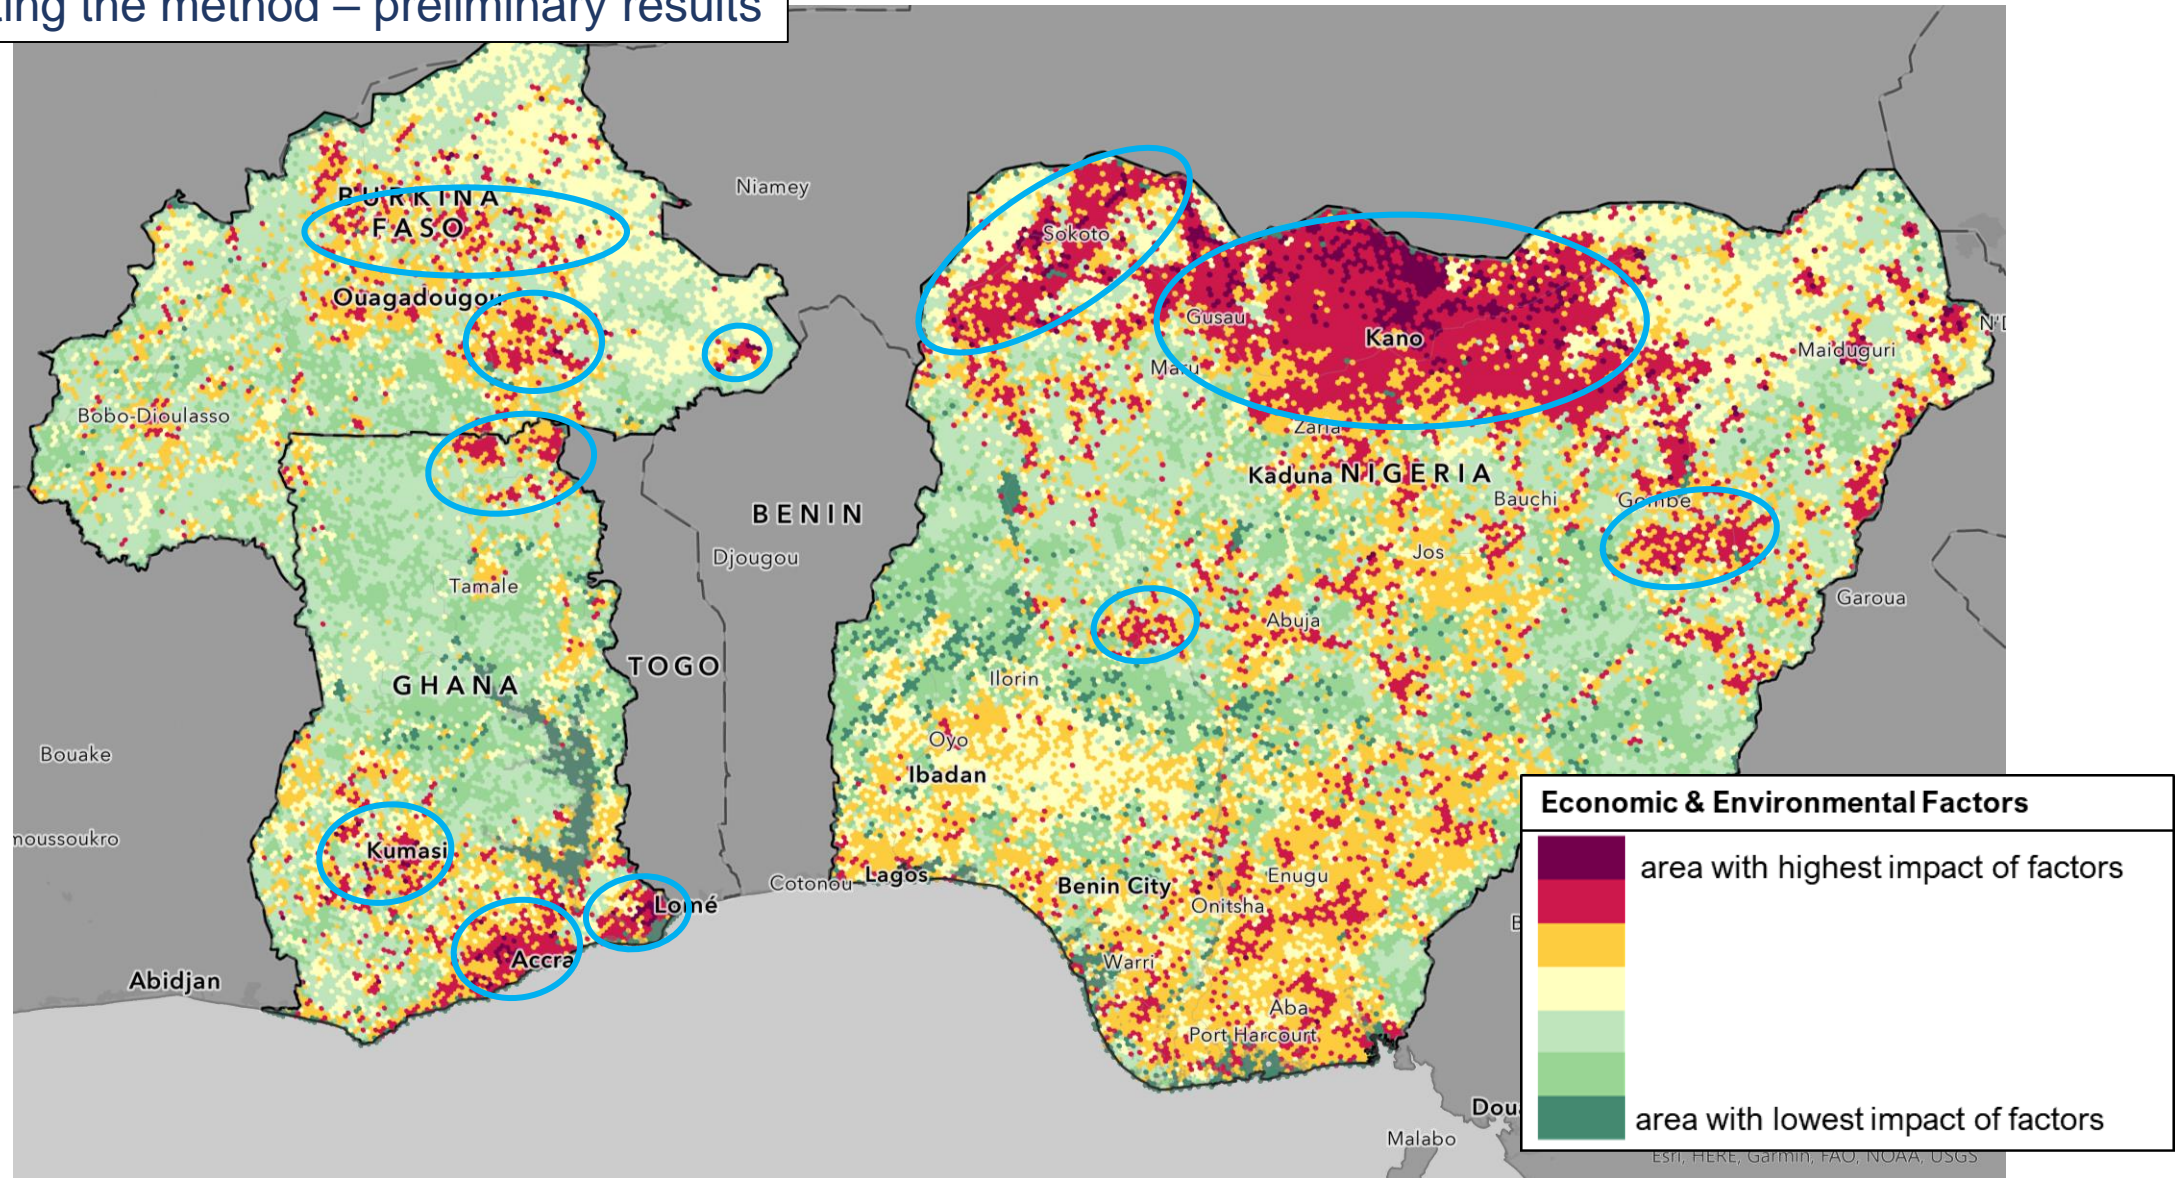 ing the method – preliminary results
Niamey
BURKINA
FASO
Sokoto
Ouagadougou
Gusau
Kano
Maru
Maiduguri
Bobo-Dioulasso
Zaria
Kaduna NIGERIA
Bauchi
Gombe
BENIN
Djougou
Jos
Tamale
Garoua
Abuja
TOGO
GHANA
Ilorin
Oyo
Bouake
Ibadan
Economic & Environmental Factors
moussoukro
Kumasi
area with highest impact of factors
Cotonou
Lagos
Benin City
Enugu
Onitsha
Lomé
Accra
Warri
Abidjan
Aba
Port Harcourt
Dou
area with lowest impact of factors
Malabo
Esri, HERE, Garmin, FAO, NOAA, USGS